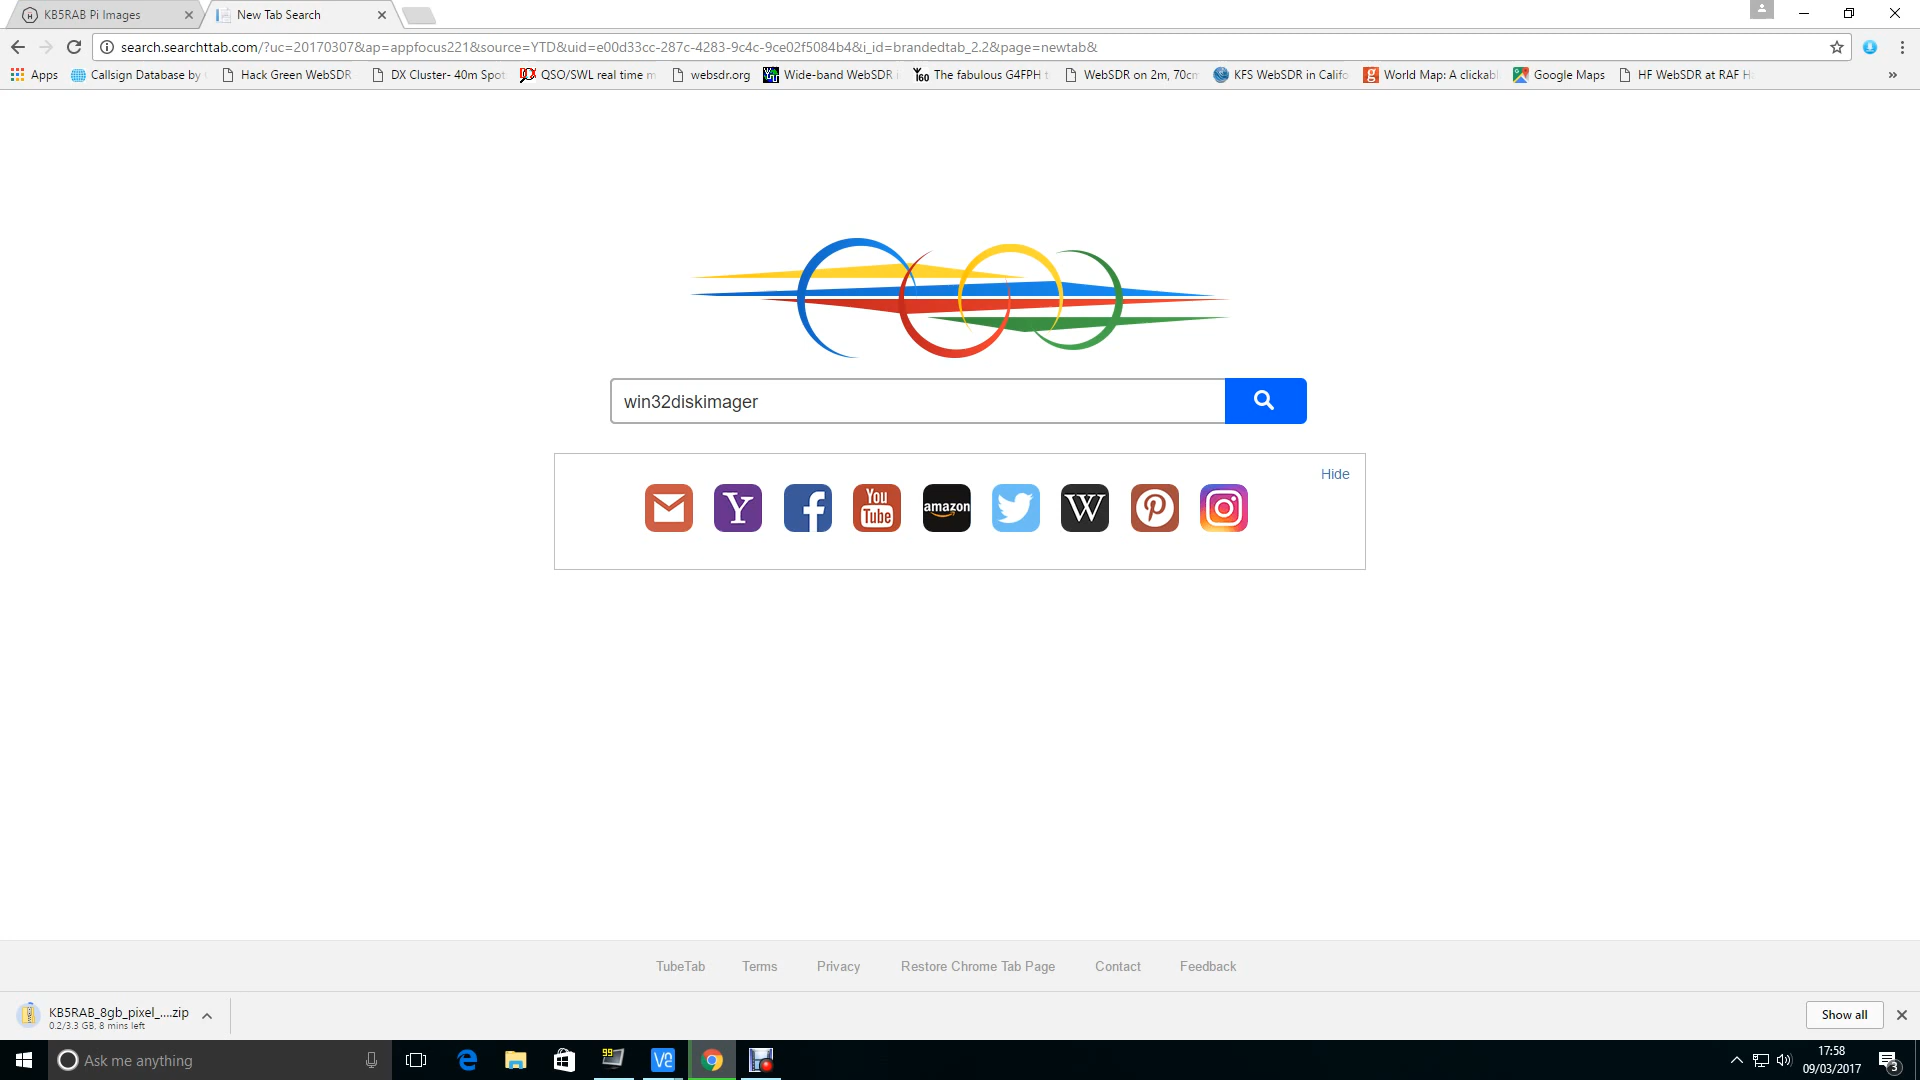 KB5RAB Pi Images
New Tab Search
search.searchttab.com/?uc=20170307&ap=appfocus221&source=YTD&uid=e00d33cc-287c-4283-9c4c-9ce02f5084b4&i_id=brandedtab_2.2&page=newtab&
Apps
Callsign Database by
Hack Green WebSDR
DX Cluster- 40m Spot
QSO/SWL real time m
websdr.org
Wide-band WebSDR i
The fabulous G4FPH t
WebSDR on 2m, 70cm
KFS WebSDR in Califo
World Map: A clickabl
Google Maps
HF WebSDR at RAF H
win32diskimager
Hide
You
Tube
amazon
TubeTab
Terms
Privacy
Restore Chrome Tab Page
Contact
Feedback
KB5RAB_8gb_pixel_....zip
0.2/3.3 GB, 8 mins left
Show all
Ask me anything
17:58
09/03/2017
3